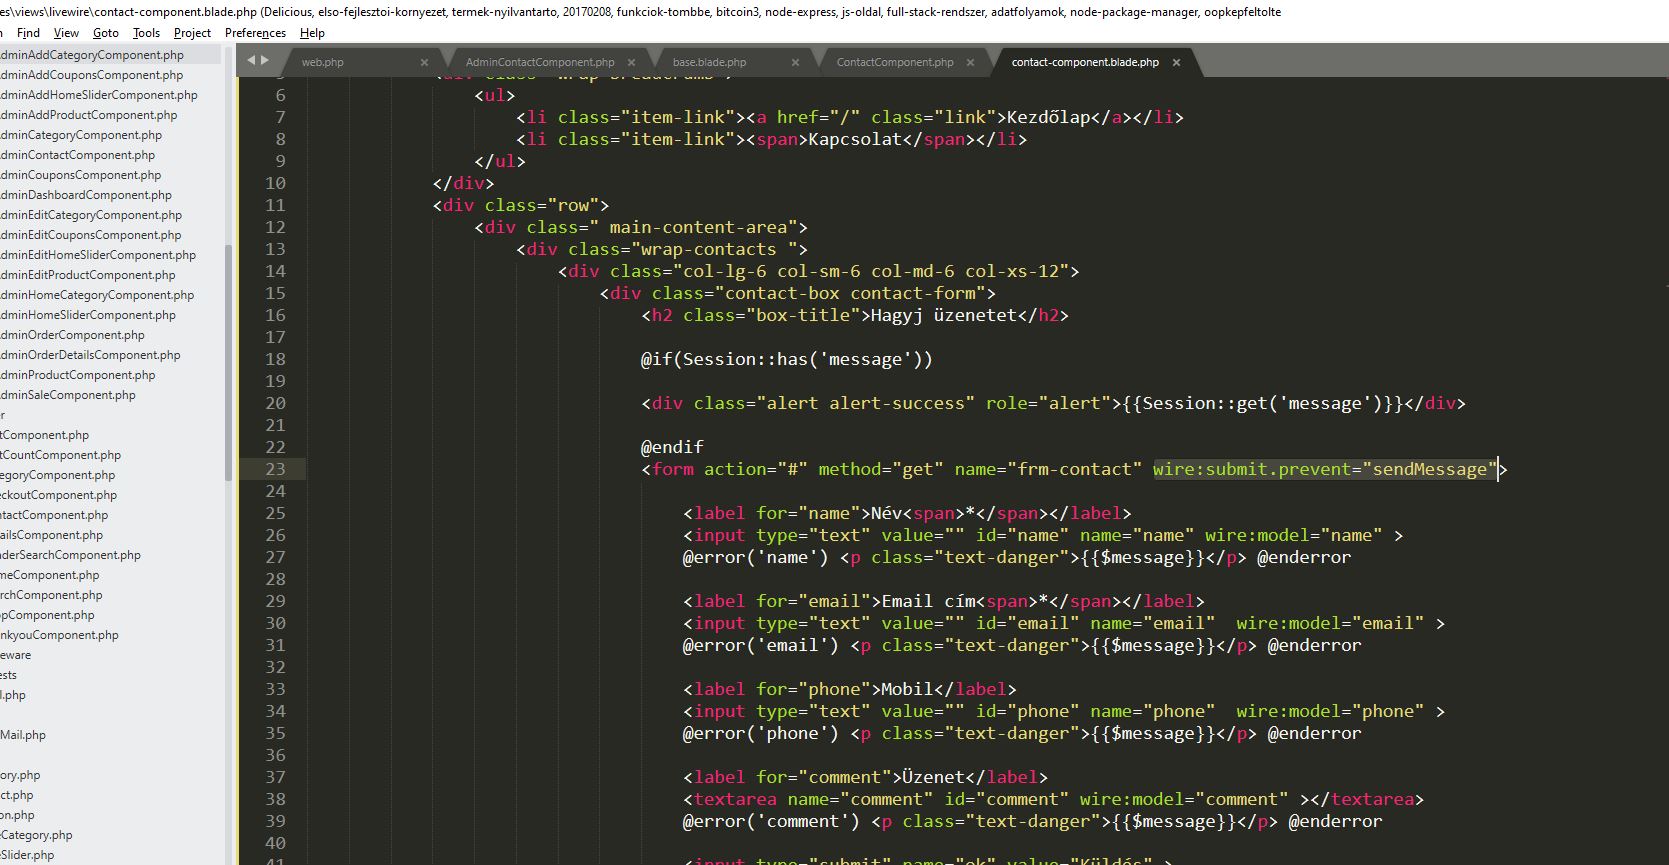 es\views\livewire\contact-component.blade.php (Delicious, elso-fejlesztoi-kornyezet, termek-nyilvantarto, 20170208, funkciok-tombbe, bitcoin3, node-express, js-oldal, full-stack-rendszer, adatfolyamok, node-package-manager, oopkepfeltolte
Find View Goto Tools Project Preferences Help
dminAddCategoryComponent.php
dminAddCouponsComponent.php
dminAddHomeSliderComponent.php
dminAddProductComponent.php
dminCategoryComponent.php
dminContactComponent.php
dminCouponsComponent.php
dminDashboardComponent.php
dminEditCategoryComponent.php
dminEditCouponsComponent.php
dminEditHomeSliderComponent.php
dminEditProductComponent.php
dminHomeCategoryComponent.php
dminHomeSliderComponent.php
dminOrderComponent.php
dminOrderDetailsComponent.php
dminProductComponent.php
dminSaleComponent.php
er
tComponent.php
tCountComponent.php
egoryComponent.php
eckoutComponent.php
ntactComponent.php
ailsComponent.php
aderSearchComponent.php
meComponent.php
rchComponent.php
opComponent.php
nkyouComponent.php
eware
ests
l.php
Mail.php
ory.php
ct.php
on.php
eCategory.php
eSlider.php
web.php AdminContactComponent.php base.blade.php ContactComponent.php contact-component.blade.php
6 <ul>
7 <li class="item-link"><a href="/" class="link">Kezdőlap</a></li>
8 <li class="item-link"><span>Kapcsolat</span></li>
9 </ul>
10 </div>
11 <div class="row">
12 <div class=" main-content-area">
13 <div class="wrap-contacts ">
14 <div class="col-lg-6 col-sm-6 col-md-6 col-xs-12">
15 <div class="contact-box contact-form">
16 <h2 class="box-title">Hagyj üzenetet</h2>
17
18 @if(Session::has('message'))
19
20 <div class="alert alert-success" role="alert">{{Session::get('message')}}</div>
21
22 @endif
23 <form action="#" method="get" name="frm-contact" wire:submit.prevent="sendMessage">
24
25 <label for="name">Név<span>*</span></label>
26 <input type="text" value="" id="name" name="name" wire:model="name" >
27 @error('name') <p class="text-danger">{{$message}}</p> @enderror
28
29 <label for="email">Email cím<span>*</span></label>
30 <input type="text" value="" id="email" name="email"  wire:model="email" >
31 @error('email') <p class="text-danger">{{$message}}</p> @enderror
32
33 <label for="phone">Mobil</label>
34 <input type="text" value="" id="phone" name="phone"  wire:model="phone" >
35 @error('phone') <p class="text-danger">{{$message}}</p> @enderror
36
37 <label for="comment">Üzenet</label>
38 <textarea name="comment" id="comment" wire:model="comment" ></textarea>
39 @error('comment') <p class="text-danger">{{$message}}</p> @enderror
40
41 <input type="submit" name="ok" value="Küldés" >